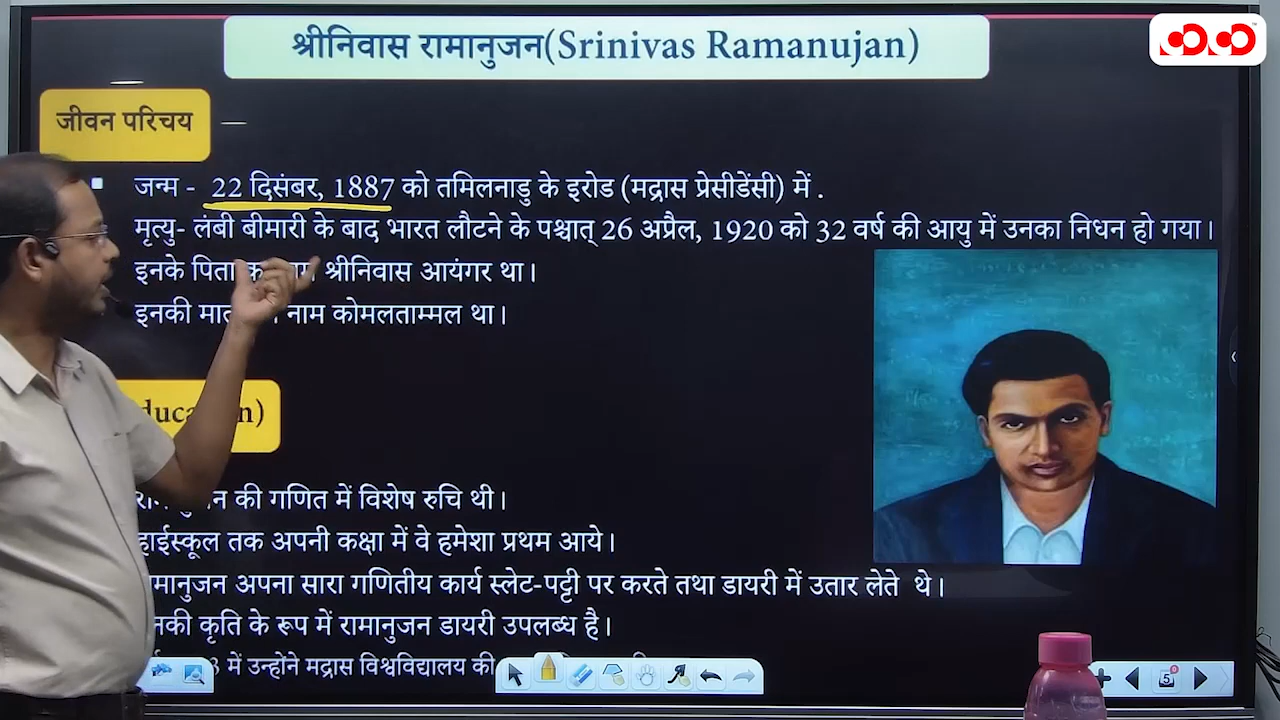 श्रीनिवास रामानुजन(Srinivas Ramanujan)
जीवन परिचय
जन्म - 22 दिसंबर, 1887 को तमिलनाडु के इरोड (मद्रास प्रेसीडेंसी) में .
मृत्यु- लंबी बीमारी के बाद भारत लौटने के पश्चात् 26 अप्रैल, 1920 को 32 वर्ष की आयु में उनका निधन हो गया।
इनके पिता श्रीनिवास आयंगर था।
इनकी नाम कोमलताम्मल था।
की गणित में विशेष रुचि थी।
हाईस्कूल तक अपनी कक्षा में वे हमेशा प्रथम आये।
अपना सारा गणितीय कार्य स्लेट-पट्टी पर करते तथा डायरी में उतार लेते थे।
कृति के रूप में रामानुजन डायरी उपलब्ध है।
में उन्होंने मद्रास विश्वविद्यालय की